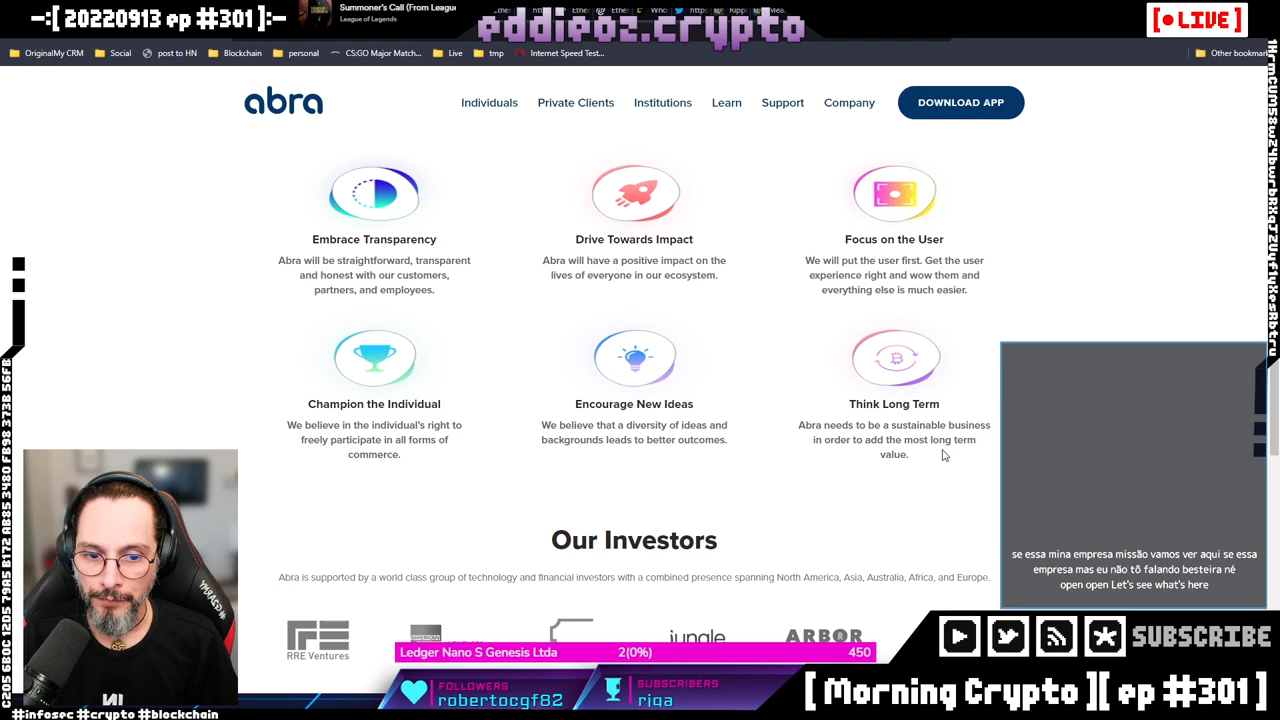 -:[ 20220913 ep #301]:-
Summoner's Call (From Leagu
League of Legends
eddieoz.crypto
[● LIVE]
OriginalMy CRM
Social
post to HN
Blockchain
personal
CS:GO Major Match...
Live
tmp
Internet Speed Test...
Other bookmar
abra
Individuals
Private Clients
Institutions
Learn
Support
Company
DOWNLOAD APP
Embrace Transparency
Abra will be straightforward, transparent
and honest with our customers,
partners, and employees.
Drive Towards Impact
Abra will have a positive impact on the
lives of everyone in our ecosystem.
Focus on the User
We will put the user first. Get the user
experience right and wow them and
everything else is much easier.
Champion the Individual
We believe in the individual's right to
freely participate in all forms of
commerce.
Encourage New Ideas
We believe that a diversity of ideas and
backgrounds leads to better outcomes.
Think Long Term
Abra needs to be a sustainable business
in order to add the most long term
value.
Our Investors
Abra is supported by a world class group of technology and financial investors with a combined presence spanning North America, Asia, Australia, Africa, and Europe.
RRE Ventures
AMERICAN
jungle
ARBOR
se essa mina empresa missão vamos ver aqui se essa
empresa mas eu não tô falando besteira né
open open Let's see what's here
Ledger Nano S Genesis Ltda 2(0%) 450
FOLLOWERS
robertocgf82
SUBSCRIBERS
riqa
SUBSCRIBE
[ Morning Crypto ][ ep #301 ]
#infosec #crypto #blockchain